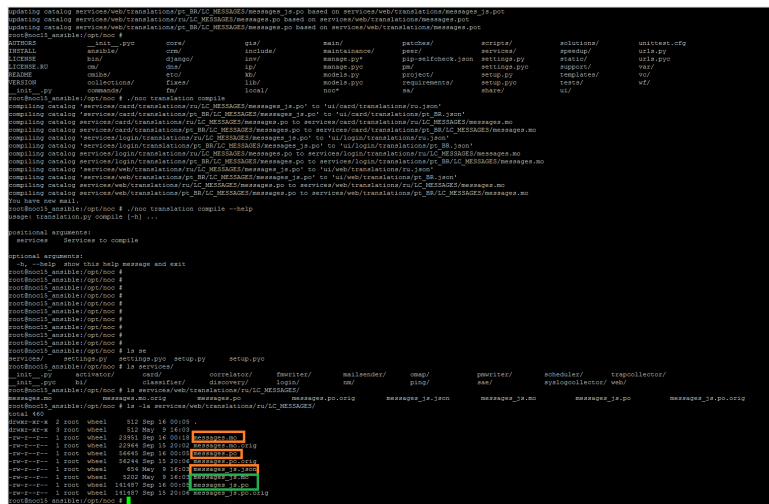 updating catalog services/web/translations/pt_BR/LC_MESSAGES/messages_js.po based on services/web/translations/messages_js.pot
updating catalog services/web/translations/ru/LC_MESSAGES/messages.po based on services/web/translations/messages.pot
updating catalog services/web/translations/pt_BR/LC_MESSAGES/messages.po based on services/web/translations/messages.pot
root@noc15_ansible:/opt/noc #
AUTHORS __init__.pyc core/ gis/ main/ patches/ scripts/ solutions/ unittest.cfg
INSTALL ansible/ crm/ include/ maintainance/ peer/ services/ speedup/ urls.py
LICENSE bin/ django/ inv/ manage.py* pip-selfcheck.json settings.py static/ urls.pyc
LICENSE.RU cm/ dns/ ip/ manage.pyc pm/ settings.pyc support/ var/
README cmibs/ etc/ kb/ models.py project/ setup.py templates/ vc/
VERSION collections/ fixes/ lib/ models.pyc requirements/ setup.pyc tests/ wf/
__init__.py commands/ fm/ local/ noc* sa/ share/ ui/
root@noc15_ansible:/opt/noc # ./noc translation compile
compiling catalog 'services/card/translations/ru/LC_MESSAGES/messages_js.po' to 'ui/card/translations/ru.json'
compiling catalog 'services/card/translations/pt_BR/LC_MESSAGES/messages_js.po' to 'ui/card/translations/pt_BR.json'
compiling catalog services/card/translations/ru/LC_MESSAGES/messages.po to services/card/translations/ru/LC_MESSAGES/messages.mo
compiling catalog services/card/translations/pt_BR/LC_MESSAGES/messages.po to services/card/translations/pt_BR/LC_MESSAGES/messages.mo
compiling catalog 'services/login/translations/ru/LC_MESSAGES/messages_js.po' to 'ui/login/translations/ru.json'
compiling catalog 'services/login/translations/pt_BR/LC_MESSAGES/messages_js.po' to 'ui/login/translations/pt_BR.json'
compiling catalog services/login/translations/ru/LC_MESSAGES/messages.po to services/login/translations/ru/LC_MESSAGES/messages.mo
compiling catalog services/login/translations/pt_BR/LC_MESSAGES/messages.po to services/login/translations/pt_BR/LC_MESSAGES/messages.mo
compiling catalog 'services/web/translations/ru/LC_MESSAGES/messages_js.po' to 'ui/web/translations/ru.json'
compiling catalog 'services/web/translations/pt_BR/LC_MESSAGES/messages_js.po' to 'ui/web/translations/pt_BR.json'
compiling catalog services/web/translations/ru/LC_MESSAGES/messages.po to services/web/translations/ru/LC_MESSAGES/messages.mo
compiling catalog services/web/translations/pt_BR/LC_MESSAGES/messages.po to services/web/translations/pt_BR/LC_MESSAGES/messages.mo
You have new mail.
root@noc15_ansible:/opt/noc # ./noc translation compile --help
usage: translation.py compile [-h] ...
positional arguments:
services Services to compile
optional arguments:
-h, --help show this help message and exit
root@noc15_ansible:/opt/noc #
root@noc15_ansible:/opt/noc #
root@noc15_ansible:/opt/noc #
root@noc15_ansible:/opt/noc #
root@noc15_ansible:/opt/noc #
root@noc15_ansible:/opt/noc #
root@noc15_ansible:/opt/noc #
root@noc15_ansible:/opt/noc #
root@noc15_ansible:/opt/noc # ls se
services/ settings.py settings.pyc setup.py setup.pyc
root@noc15_ansible:/opt/noc # ls services/
__init__.py activator/ card/ correlator/ fmwriter/ mailsender/ omap/ pmwriter/ scheduler/ trapcollector/
__init__.pyc bi/ classifier/ discovery/ login/ nm/ ping/ sae/ syslogcollector/ web/
root@noc15_ansible:/opt/noc # ls services/web/translations/ru/LC_MESSAGES/
messages.mo messages.mo.orig messages.po messages.po.orig messages_js.json messages_js.mo messages_js.po messages_js.po.orig
root@noc15_ansible:/opt/noc # ls -la services/web/translations/ru/LC_MESSAGES/
total 460
drwxr-xr-x 2 root wheel 512 Sep 16 00:05 .
drwxr-xr-x 3 root wheel 512 May 9 16:03 ..
-rw-r--r-- 1 root wheel 23951 Sep 16 00:18 messages.mo
-rw-r--r-- 1 root wheel 22964 Sep 15 20:02 messages.mo.orig
-rw-r--r-- 1 root wheel 56645 Sep 16 00:05 messages.po
-rw-r--r-- 1 root wheel 56244 Sep 15 20:06 messages.po.orig
-rw-r--r-- 1 root wheel 654 May 9 16:03 messages_js.json
-rw-r--r-- 1 root wheel 5202 May 9 16:03 messages_js.mo
-rw-r--r-- 1 root wheel 141487 Sep 16 00:05 messages_js.po
-rw-r--r-- 1 root wheel 141487 Sep 15 20:06 messages_js.po.orig
root@noc15_ansible:/opt/noc #